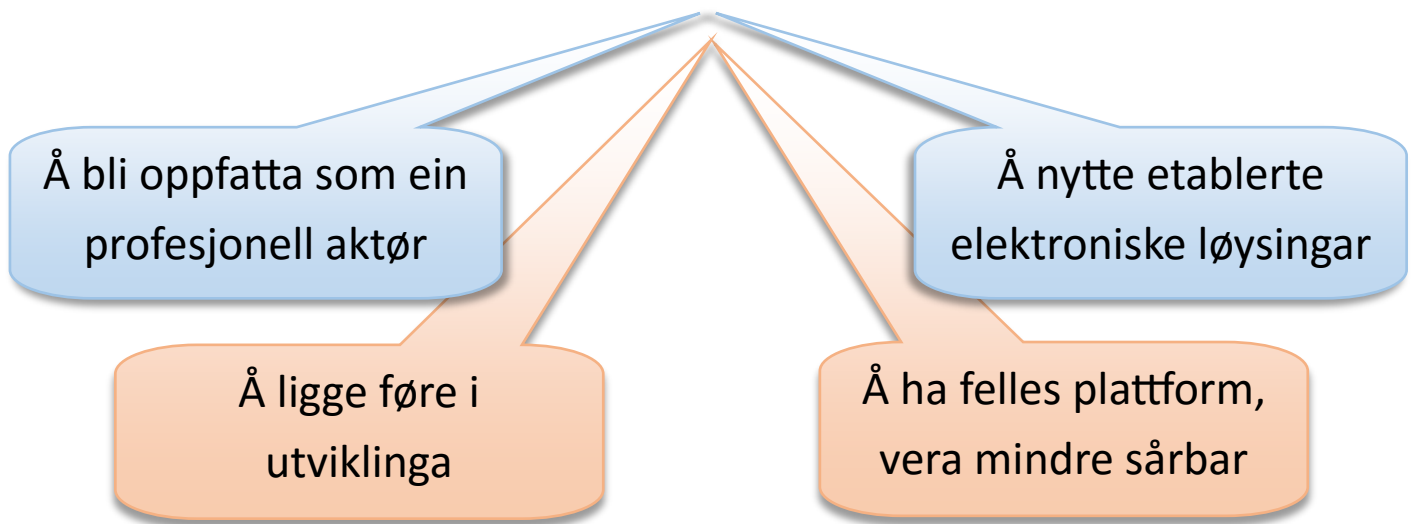 Å bli oppfatta som ein
profesjonell aktør
Å nytte etablerte
elektroniske løysingar
Å ligge føre i
utviklinga
Å ha felles plattform,
vera mindre sårbar